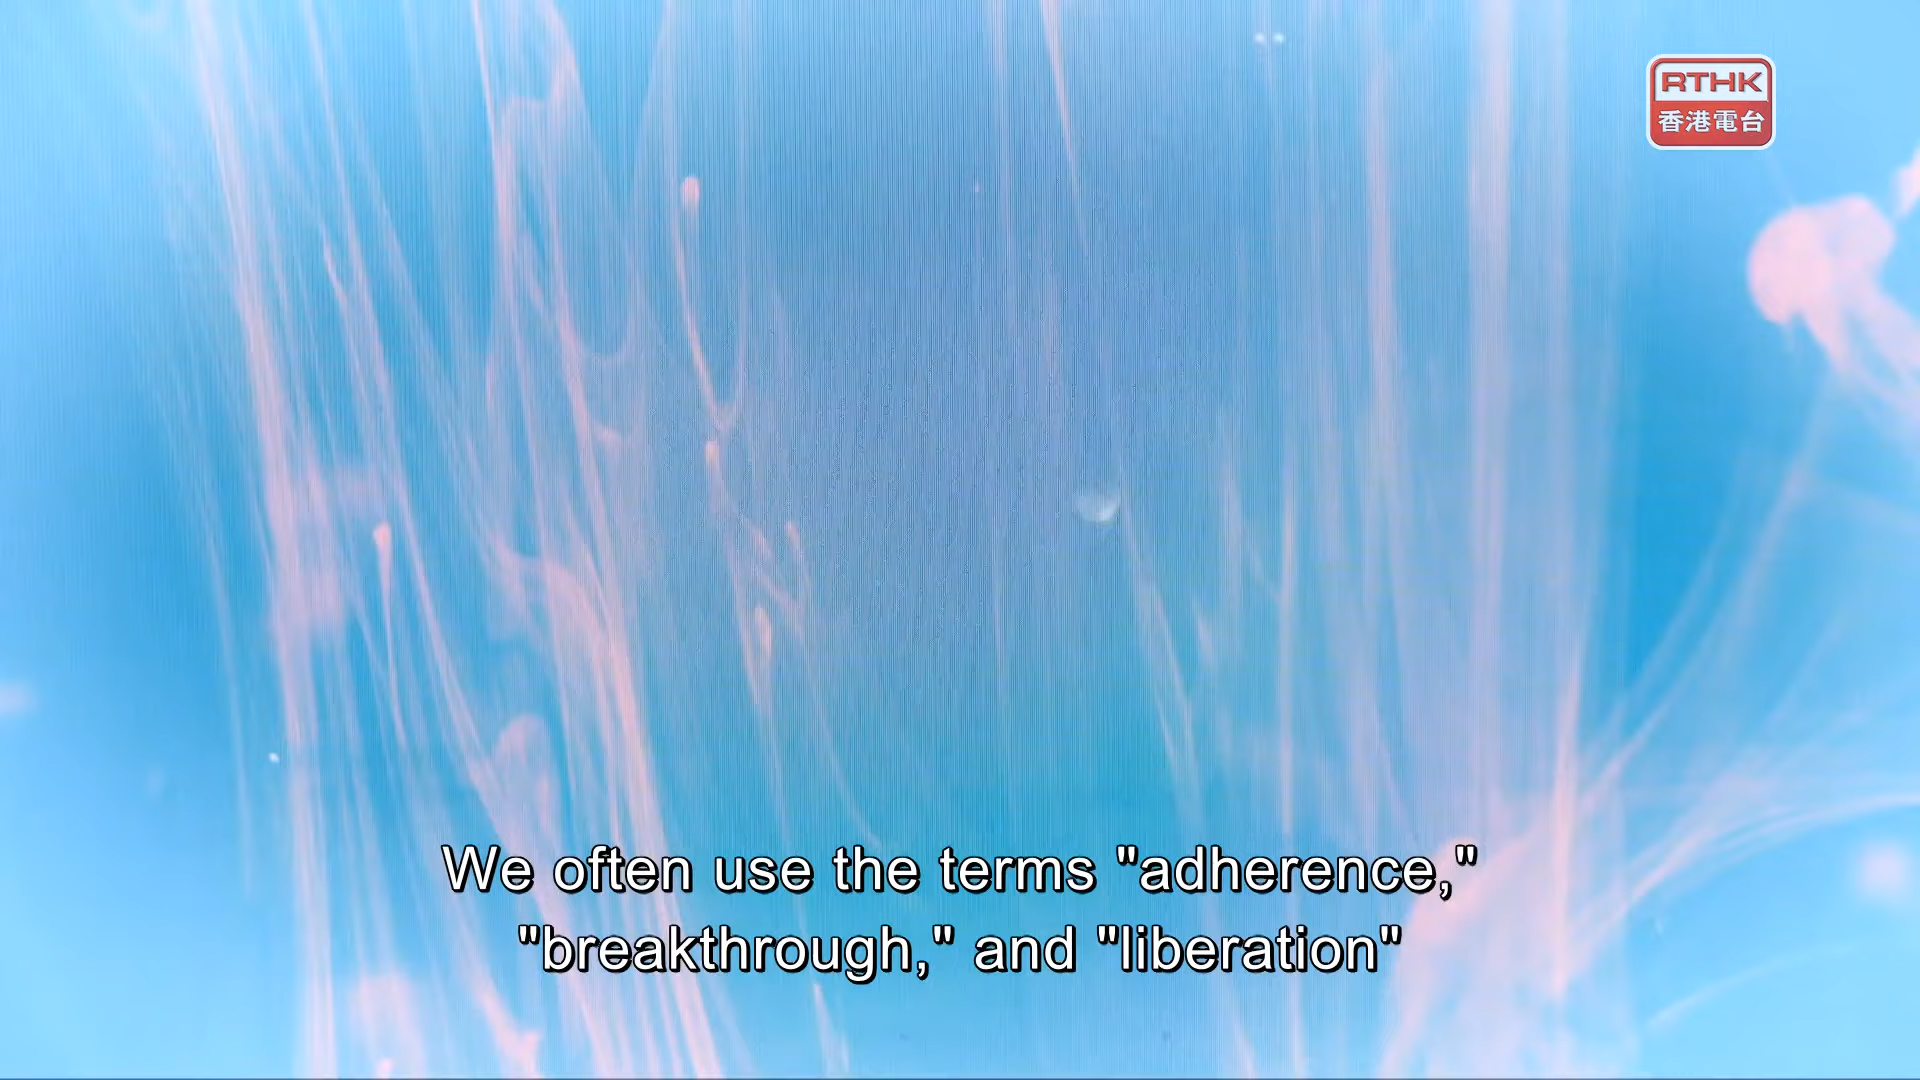 RTHK
香港電台
We often use the terms "adherence,"
"breakthrough," and "liberation"